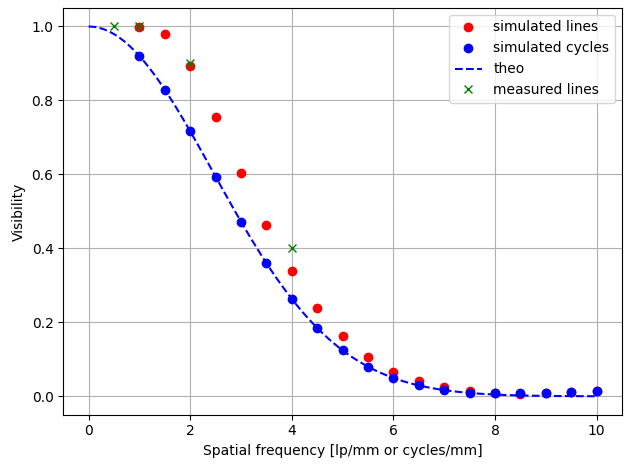 1.0
0.8
0.6
0.4
0.2
0.0
Visibility
simulated lines
simulated cycles
theo
measured lines
0 2 4 6 8 10
Spatial frequency [lp/mm or cycles/mm]